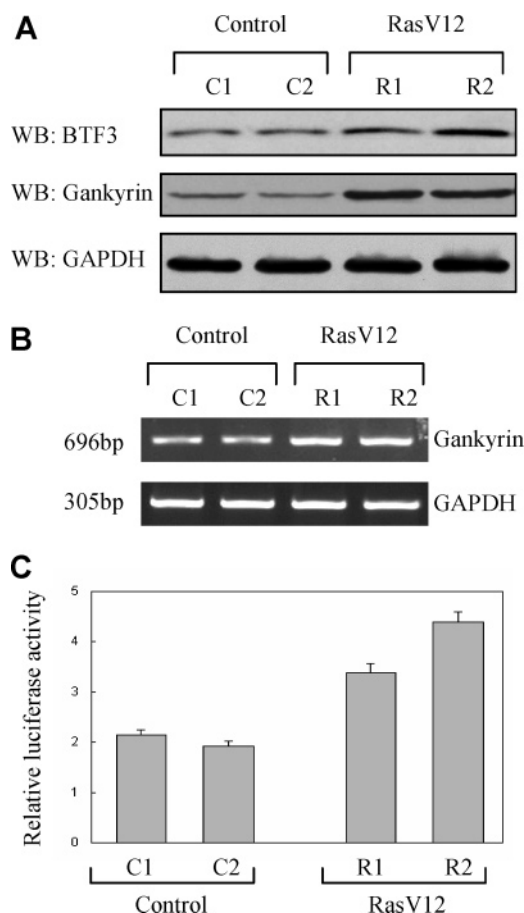 A
Control RasV12
C1 C2 R1 R2
WB: BTF3
WB: Gankyrin
WB: GAPDH
B
Control RasV12
C1 C2 R1 R2
696bp Gankyrin
305bp GAPDH
C
Relative luciferase activity
5
4
3
2
1
0
C1 C2 R1 R2
Control RasV12